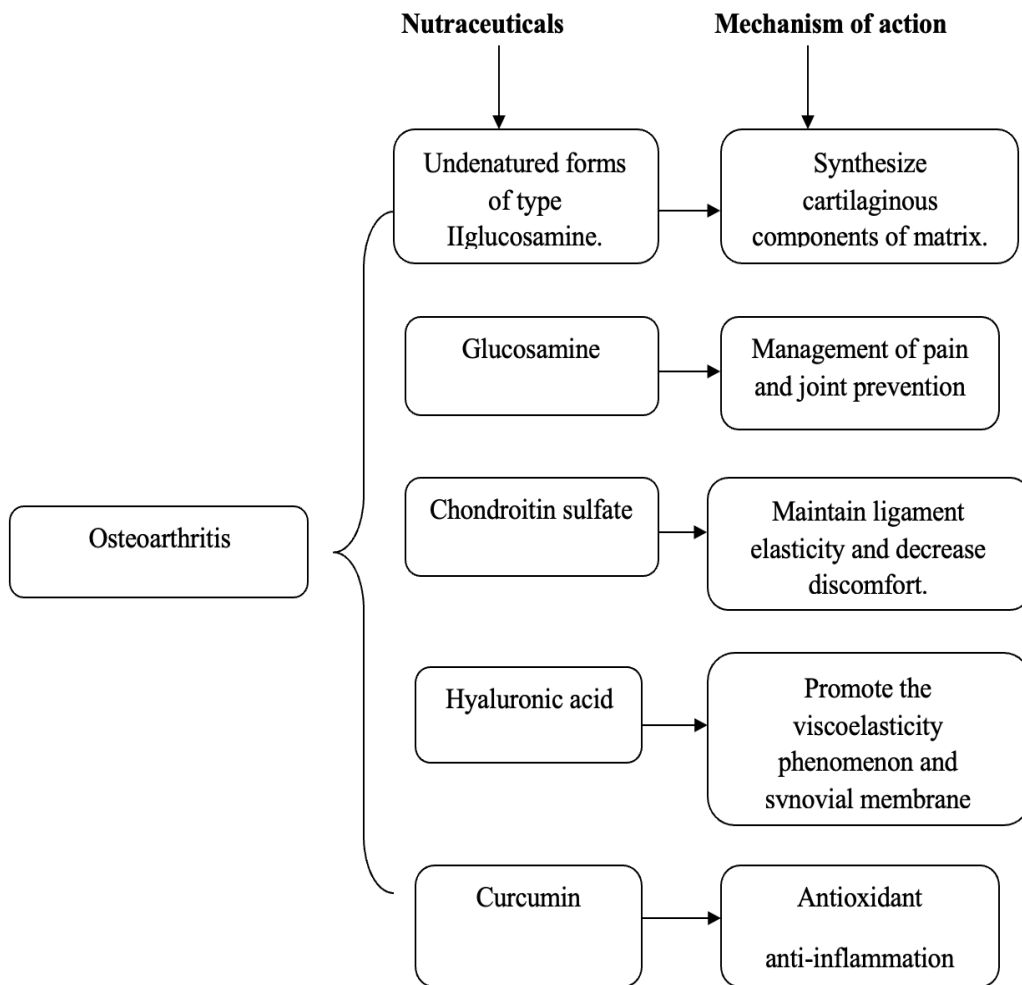 Nutraceuticals
Mechanism of action
Undenatured forms
of type
IIglucosamine.
Synthesize
cartilaginous
components of matrix.
Glucosamine
Management of pain
and joint prevention
Chondroitin sulfate
Maintain ligament
elasticity and decrease
discomfort.
Osteoarthritis
Hyaluronic acid
Promote the
viscoelasticity
phenomenon and
synovial membrane
Curcumin
Antioxidant
anti-inflammation